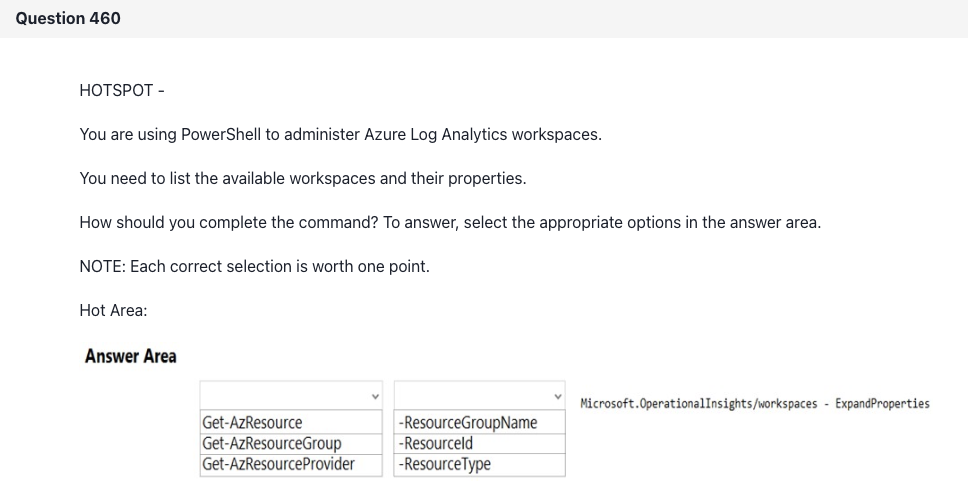 Question 460
HOTSPOT -
You are using PowerShell to administer Azure Log Analytics workspaces.
You need to list the available workspaces and their properties.
How should you complete the command? To answer, select the appropriate options in the answer area.
NOTE: Each correct selection is worth one point.
Hot Area:
Answer Area
Microsoft.OperationalInsights/workspaces - ExpandProperties
Get-AzResource -ResourceGroupName
Get-AzResourceGroup -ResourceId
Get-AzResourceProvider -ResourceType